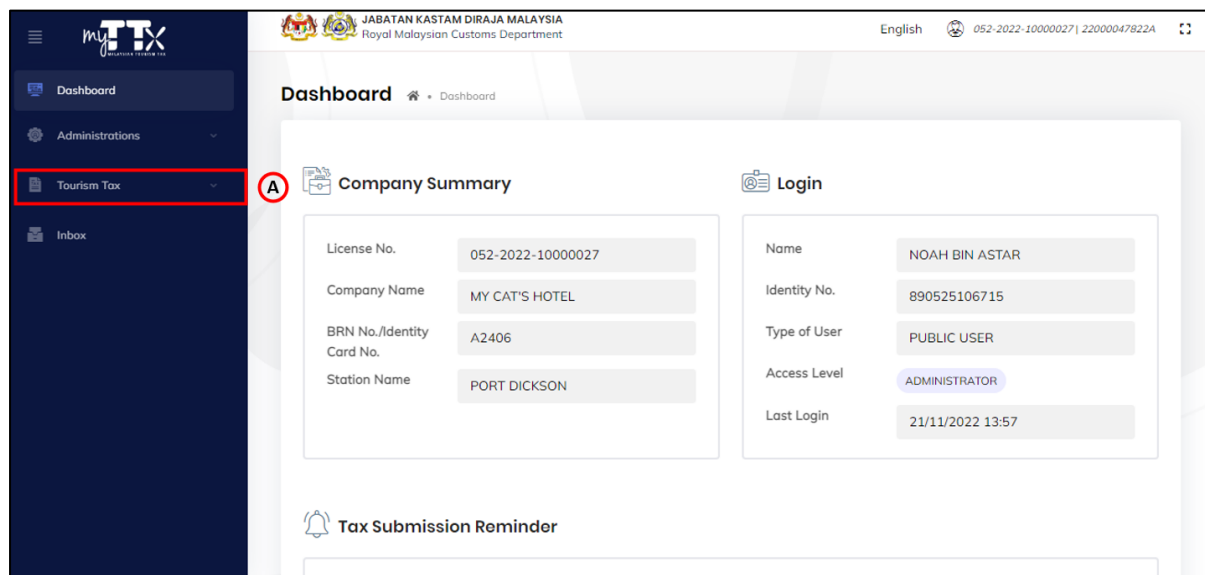 myTTX
MALAYSIAN TOURISM TAX
JABATAN KASTAM DIRAJA MALAYSIA
Royal Malaysian Customs Department
English
052-2022-10000027| 22000047822A
Dashboard
Administrations
Tourism Tax
A
Inbox
Dashboard • Dashboard
Company Summary
License No. 052-2022-10000027
Company Name MY CAT'S HOTEL
BRN No./Identity
Card No.
A2406
Station Name PORT DICKSON
Login
Name NOAH BIN ASTAR
Identity No. 890525106715
Type of User PUBLIC USER
Access Level ADMINISTRATOR
Last Login 21/11/2022 13:57
Tax Submission Reminder